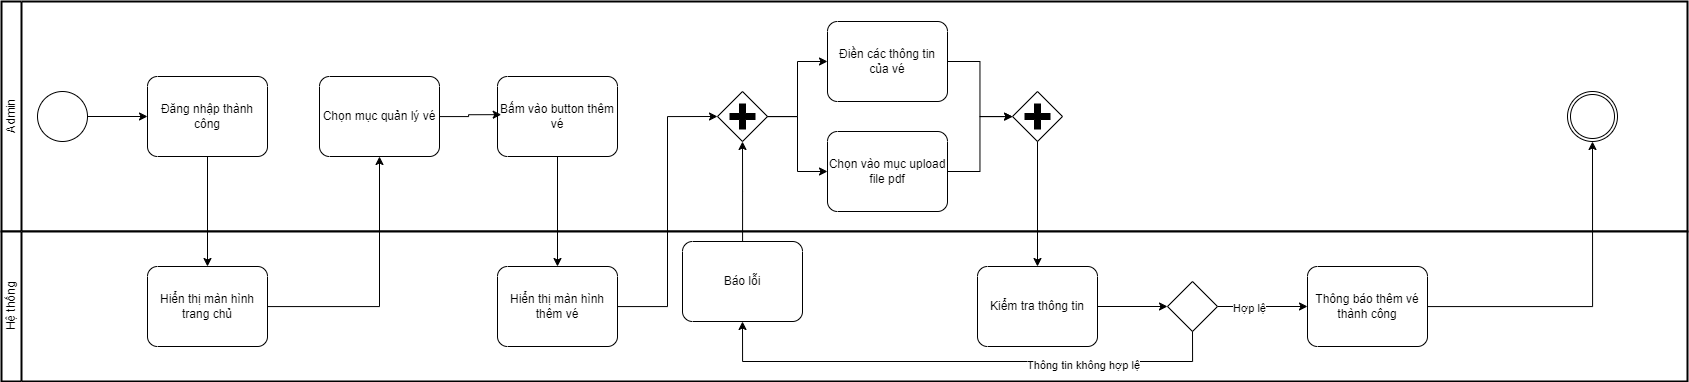 Admin
Đăng nhập thành
công
Chọn mục quản lý vé
Bấm vào button thêm
vé
Điền các thông tin
của vé
Chọn vào mục upload
file pdf
Hệ thông
Hiển thị màn hình
trang chủ
Hiển thị màn hình
thêm vé
Báo lỗi
Kiểm tra thông tin
Hợp lệ
Thông báo thêm vé
thành công
Thông tin không hợp lệ